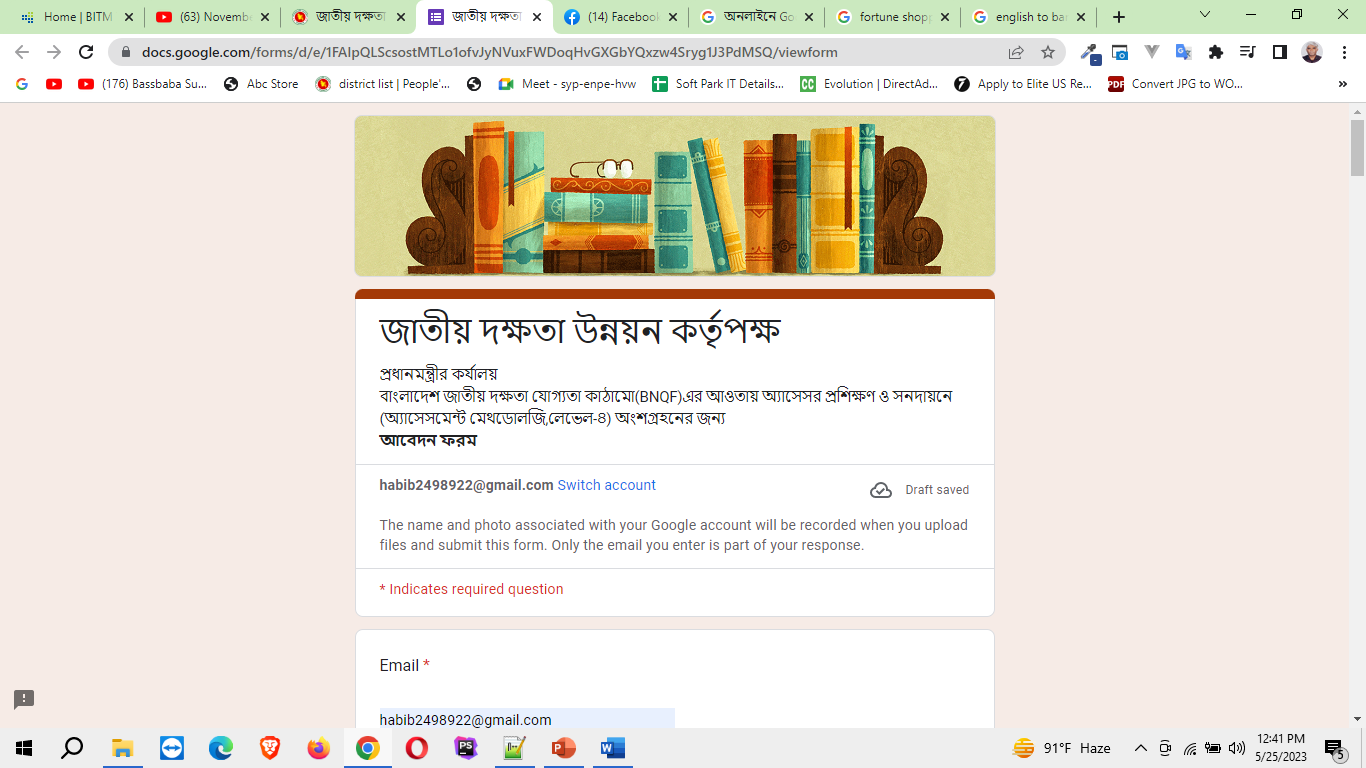 Home | BITM
(63) Novembe
জাতীয় দক্ষতা
জাতীয় দক্ষতা
(14) Facebook
অনলাইনে Go
fortune shopp
english to ban
docs.google.com/forms/d/e/1FAIpQLScsostMTLo1ofvJyNVuxFWDoqHvGXGbYQxzw4Sryg1J3PdMSQ/viewform
(176) Bassbaba Su...
Abc Store
district list | People'...
Meet - syp-enpe-hvw
Soft Park IT Details...
Evolution | DirectAd...
Apply to Elite US Re...
Convert JPG to WO...
জাতীয় দক্ষতা উন্নয়ন কর্তৃপক্ষ
প্রধানমন্ত্রীর কার্যালয়
বাংলাদেশ জাতীয় দক্ষতা যোগ্যতা কাঠামো(BNQF)এর আওতায় অ্যাসেসর প্রশিক্ষণ ও সনদায়নে
(অ্যাসেসমেন্ট মেথডোলজি,লেভেল-৪) অংশগ্রহনের জন্য
আবেদন ফরম
habib2498922@gmail.com Switch account
Draft saved
The name and photo associated with your Google account will be recorded when you upload
files and submit this form. Only the email you enter is part of your response.
* Indicates required question
Email *
habib2498922@gmail.com
91°F Haze
12:41 PM
5/25/2023
5